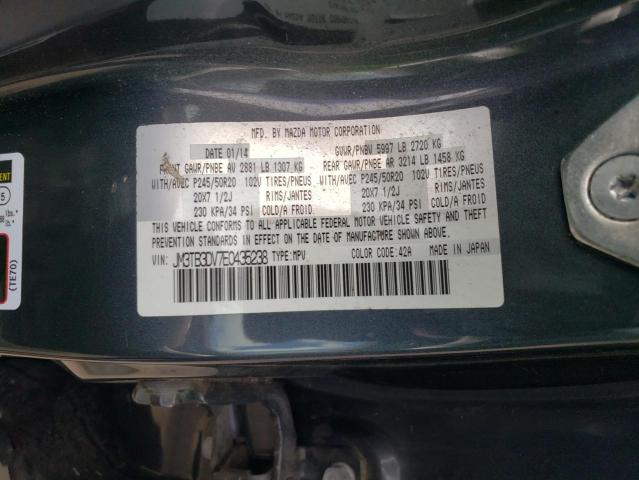 MFD. BY MAZDA MOTOR CORPORATION
DATE 01/14 GVWR/PNBV 5997 LB 2720 KG
FRONT GAWR/PNBE AV 2881 LB 1307 KG REAR GAWR/PNBE AR 3214 LB 1458 KG
WITH/AVEC P245/50R20 102V TIRES/PNEUS WITH/AVEC P245/50R20 102V TIRES/PNEUS
20X7 1/2J RIMS/JANTES 20X7 1/2J RIMS/JANTES
230 KPA/34 PSI COLD/A FROID 230 KPA/34 PSI COLD/A FROID
THIS VEHICLE CONFORMS TO ALL APPLICABLE FEDERAL MOTOR VEHICLE SAFETY AND THEFT
PREVENTION STANDARDS IN EFFECT ON THE DATE OF MANUFACTURE SHOWN ABOVE.
VIN: JM3TB3DV7E0435238 TYPE:MPV COLOR CODE:42A MADE IN JAPAN
(TE70)